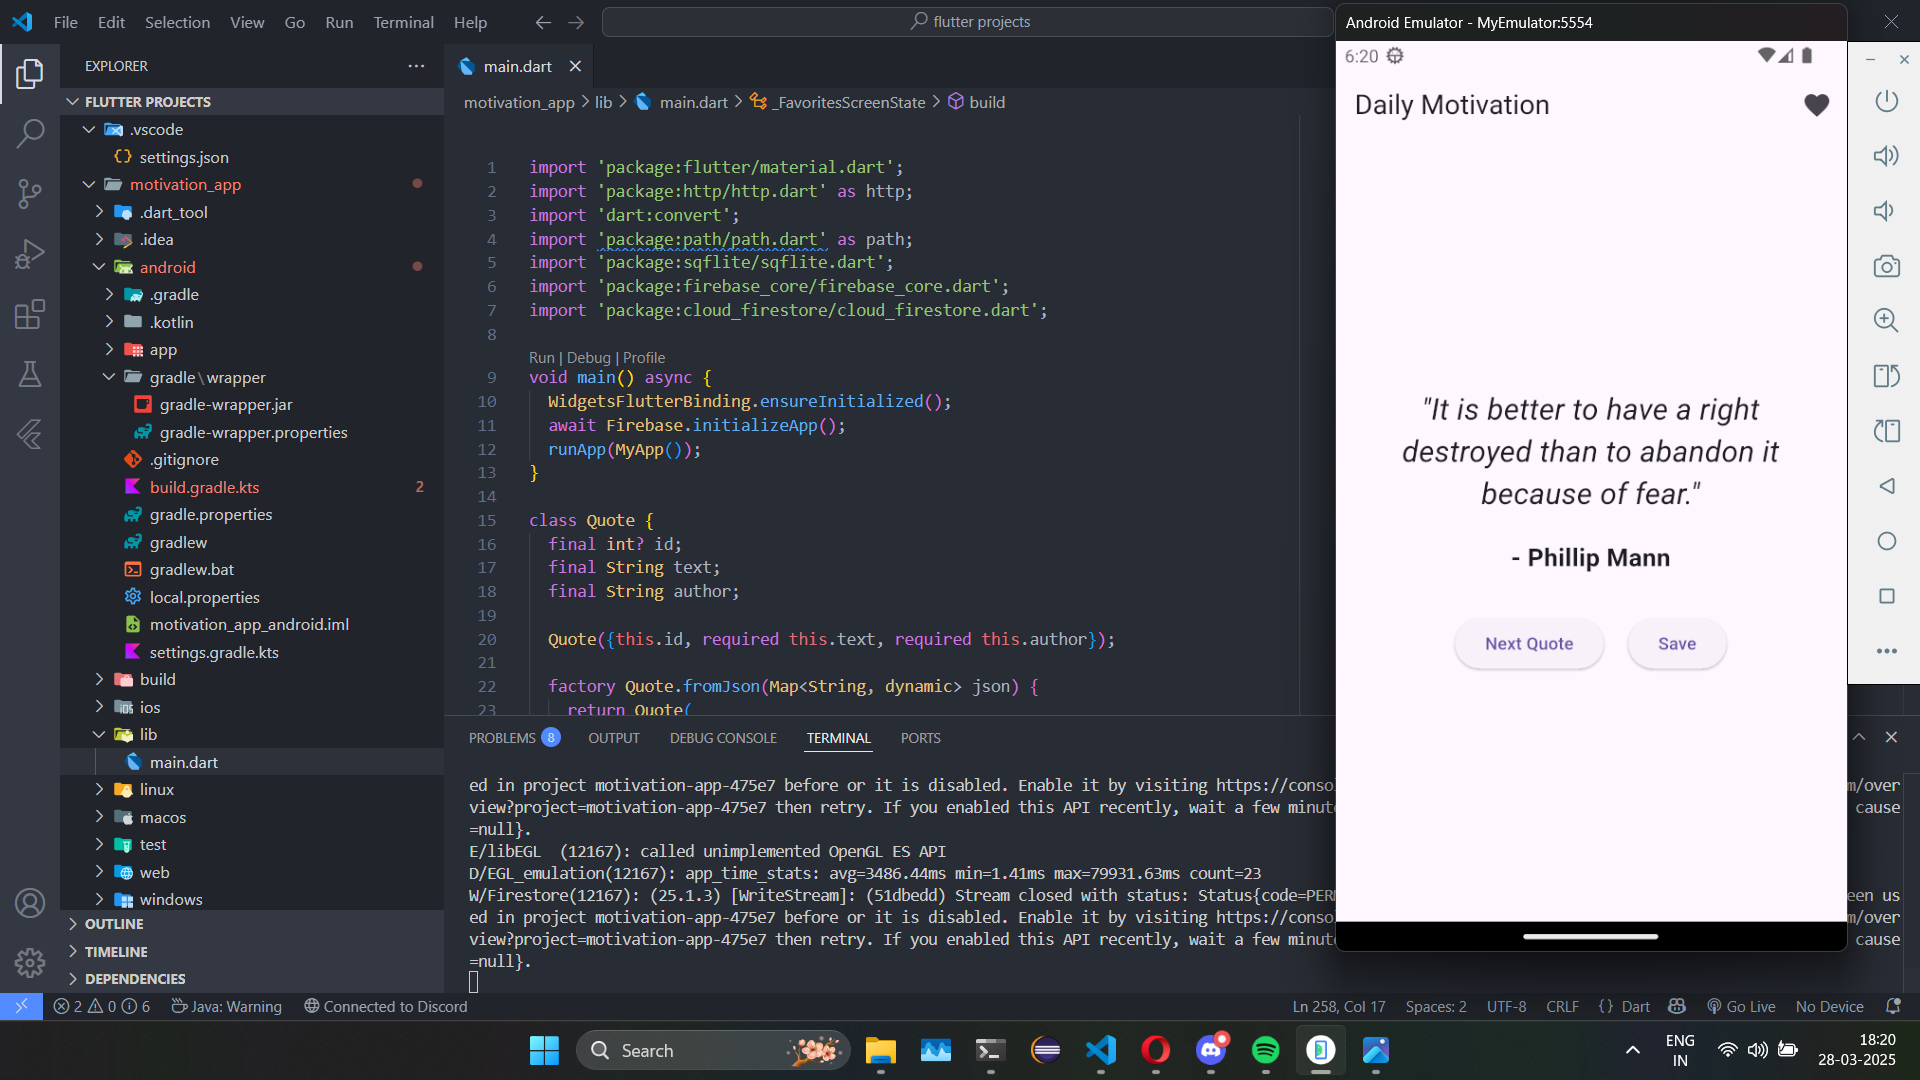 File Edit Selection View Go Run Terminal Help
flutter projects
EXPLORER
FLUTTER PROJECTS
.vscode
settings.json
motivation_app
.dart_tool
.idea
android
.gradle
.kotlin
app
gradle\wrapper
gradle-wrapper.jar
gradle-wrapper.properties
.gitignore
build.gradle.kts 2
gradle.properties
gradlew
gradlew.bat
local.properties
motivation_app_android.iml
settings.gradle.kts
build
ios
lib
main.dart
linux
macos
test
web
windows
OUTLINE
TIMELINE
DEPENDENCIES
main.dart
motivation_app > lib > main.dart > _FavoritesScreenState > build
1 import 'package:flutter/material.dart';
2 import 'package:http/http.dart' as http;
3 import 'dart:convert';
4 import 'package:path/path.dart' as path;
5 import 'package:sqflite/sqflite.dart';
6 import 'package:firebase_core/firebase_core.dart';
7 import 'package:cloud_firestore/cloud_firestore.dart';
8
Run | Debug | Profile
9 void main() async {
10 WidgetsFlutterBinding.ensureInitialized();
11 await Firebase.initializeApp();
12 runApp(MyApp());
13 }
14
15 class Quote {
16 final int? id;
17 final String text;
18 final String author;
19
20 Quote({this.id, required this.text, required this.author});
21
22 factory Quote.fromJson(Map<String, dynamic> json) {
23 return Quote(
PROBLEMS 8 OUTPUT DEBUG CONSOLE TERMINAL PORTS
ed in project motivation-app-475e7 before or it is disabled. Enable it by visiting https://conso m/over
view?project=motivation-app-475e7 then retry. If you enabled this API recently, wait a few minut cause
=null}.
E/libEGL (12167): called unimplemented OpenGL ES API
D/EGL_emulation(12167): app_time_stats: avg=3486.44ms min=1.41ms max=79931.63ms count=23
W/Firestore(12167): (25.1.3) [WriteStream]: (51dbedd) Stream closed with status: Status{code=PER een us
ed in project motivation-app-475e7 before or it is disabled. Enable it by visiting https://conso m/over
view?project=motivation-app-475e7 then retry. If you enabled this API recently, wait a few minut cause
=null}.
Android Emulator - MyEmulator:5554
6:20
Daily Motivation
"It is better to have a right
destroyed than to abandon it
because of fear."
- Phillip Mann
Next Quote Save
2 0 6 Java: Warning Connected to Discord
Ln 258, Col 17 Spaces: 2 UTF-8 CRLF {} Dart Go Live No Device
Search
ENG
IN
18:20
28-03-2025